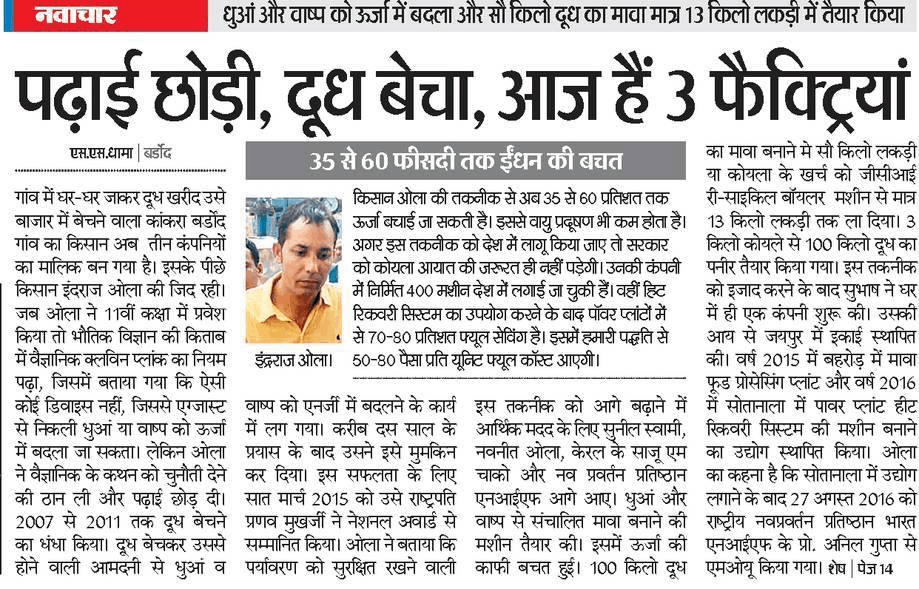 नवाचार
धुआं और वाष्प को ऊर्जा में बदला और सौ किलो दूध का मावा मात्र 13 किलो लकड़ी में तैयार किया
पढ़ाई छोड़ी, दूध बेचा, आज हैं 3 फैक्ट्रियां
एस.एस.धामा | बर्डोद
गांव में घर-घर जाकर दूध खरीद उसे
बाजार में बेचने वाला कांकरा बर्डोद
गांव का किसान अब तीन कंपनियों
का मालिक बन गया है। इसके पीछे
किसान इंदराज ओला की जिद रही।
जब ओला ने 11वीं कक्षा में प्रवेश
किया तो भौतिक विज्ञान की किताब
में वैज्ञानिक क्लविन प्लांक का नियम
पढ़ा, जिसमें बताया गया कि ऐसी
कोई डिवाइस नहीं, जिससे एग्जास्ट
से निकली धुआं या वाष्प को ऊर्जा
में बदला जा सकता। लेकिन ओला
ने वैज्ञानिक के कथन को चुनौती देने
की ठान ली और पढ़ाई छोड़ दी।
2007 से 2011 तक दूध बेचने
का धंधा किया। दूध बेचकर उससे
होने वाली आमदनी से धुआं व
35 से 60 फीसदी तक ईंधन की बचत
इंद्रराज ओला।
किसान ओला की तकनीक से अब 35 से 60 प्रतिशत तक
ऊर्जा बचाई जा सकती है। इससे वायु प्रदूषण भी कम होता है।
अगर इस तकनीक को देश में लागू किया जाए तो सरकार
को कोयला आयात की जरूरत ही नहीं पड़ेगी। उनकी कंपनी
में निर्मित 400 मशीन देश में लगाई जा चुकी हैं। वहीं हिट
रिकवरी सिस्टम का उपयोग करने के बाद पॉवर प्लांटों में
से 70-80 प्रतिशत फ्यूल सेविंग है। इसमें हमारी पद्धति से
50-80 पैसा प्रति यूनिट फ्यूल कॉस्ट आएगी।
वाष्प को एनर्जी में बदलने के कार्य
में लग गया। करीब दस साल के
प्रयास के बाद उसने इसे मुमकिन
कर दिया। इस सफलता के लिए
सात मार्च 2015 को उसे राष्ट्रपति
प्रणव मुखर्जी ने नेशनल अवार्ड से
सम्मानित किया। ओला ने बताया कि
पर्यावरण को सुरक्षित रखने वाली
इस तकनीक को आगे बढ़ाने में
आर्थिक मदद के लिए सुनील स्वामी,
नवनीत ओला, केरल के साजू एम
चाको और नव प्रवर्तन प्रतिष्ठान
एनआईएफ आगे आए। धुआं और
वाष्प से संचालित मावा बनाने की
मशीन तैयार की। इसमें ऊर्जा की
काफी बचत हुई। 100 किलो दूध
का मावा बनाने मे सौ किलो लकड़ी
या कोयला के खर्च को जीसीआई
री-साइकिल बॉयलर मशीन से मात्र
13 किलो लकड़ी तक ला दिया। 3
किलो कोयले से 100 किलो दूध का
पनीर तैयार किया गया। इस तकनीक
को इजाद करने के बाद सुभाष ने घर
में ही एक कंपनी शुरू की। उसकी
आय से जयपुर में इकाई स्थापित
की। वर्ष 2015 में बहरोड़ में मावा
फूड प्रोसेसिंग प्लांट और वर्ष 2016
में सोतानाला में पावर प्लांट हीट
रिकवरी सिस्टम की मशीन बनाने
का उद्योग स्थापित किया। ओला
का कहना है कि सोतानाला में उद्योग
लगाने के बाद 27 अगस्त 2016 को
राष्ट्रीय नवप्रवर्तन प्रतिष्ठान भारत
एनआईएफ के प्रो. अनिल गुप्ता से
एमओयू किया गया। शेष | पेज 14